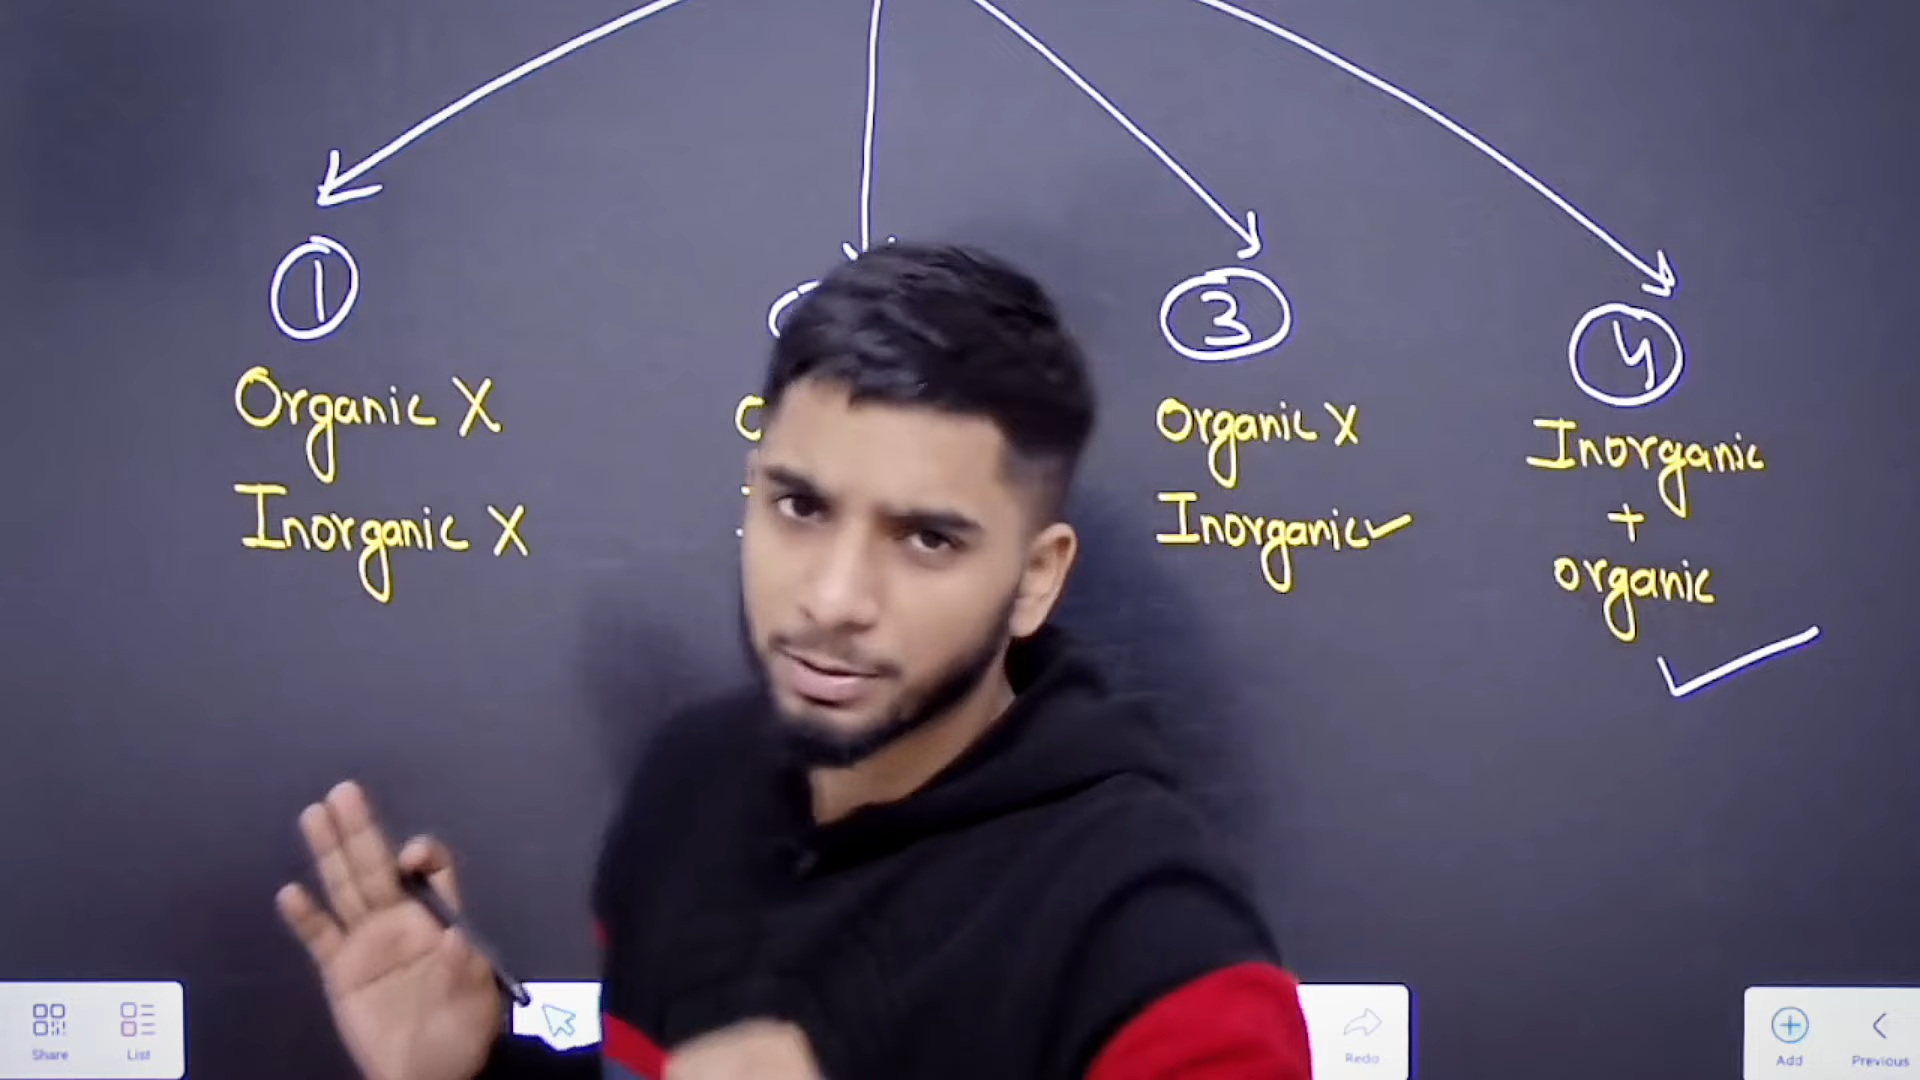 1
Organic X
Inorganic X
3
Organic X
Inorganic ✓
4
Inorganic
+
organic
✓
Share
List
Redo
Add
Previous